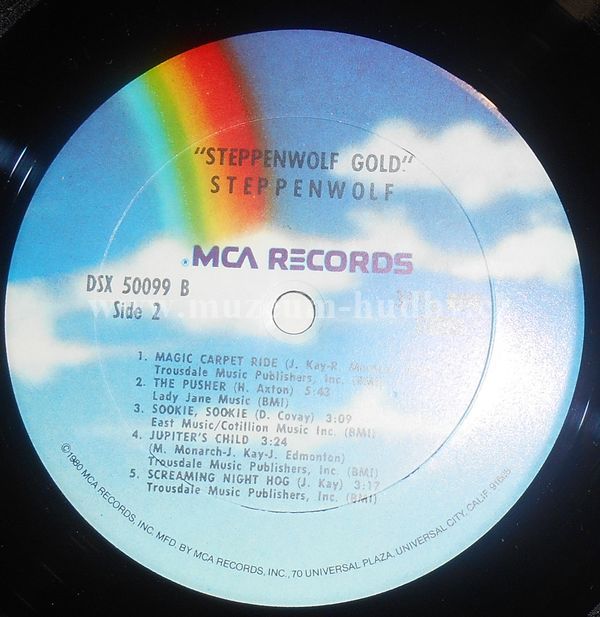 "STEPPENWOLF GOLD"
STEPPENWOLF
MCA RECORDS
DSX 50099 B
Side 2
www.muzeum-hudby.cz
1. MAGIC CARPET RIDE (J. Kay-R.
Trousdale Music Publishers, Inc. (BMI)
2. THE PUSHER (H. Axton) 5:43
Lady Jane Music (BMI)
3. SOOKIE, SOOKIE (D. Covay) 3:09
East Music/Cotillion Music Inc. (BMI)
4. JUPITER'S CHILD 3:24
(M. Monarch-J. Kay-J. Edmonton)
Trousdale Music Publishers, Inc. (BMI)
5. SCREAMING NIGHT HOG (J. Kay) 3:17
Trousdale Music Publishers, Inc. (BMI)
©1980 MCA RECORDS, INC. MFD. BY MCA RECORDS, INC., 70 UNIVERSAL PLAZA, UNIVERSAL CITY, CALIF.